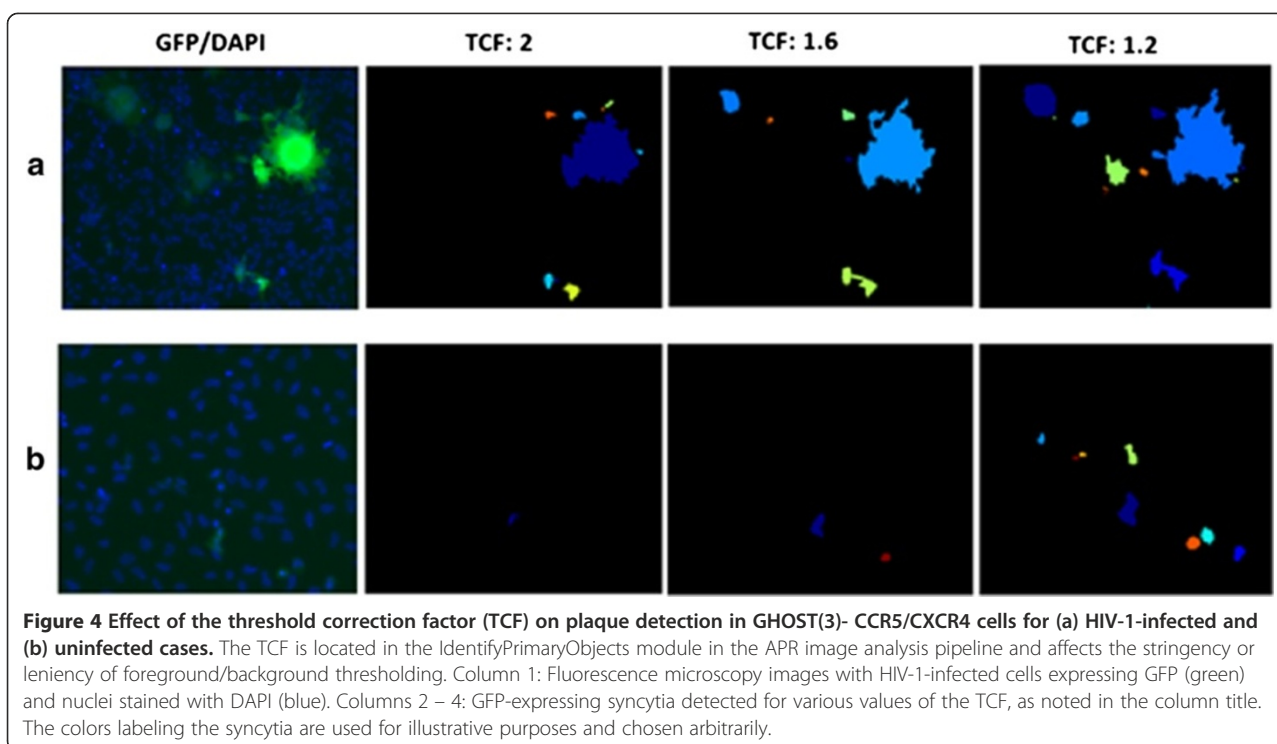 GFP/DAPI TCF: 2 TCF: 1.6 TCF: 1.2
a
b
Figure 4 Effect of the threshold correction factor (TCF) on plaque detection in GHOST(3)- CCR5/CXCR4 cells for (a) HIV-1-infected and
(b) uninfected cases. The TCF is located in the IdentifyPrimaryObjects module in the APR image analysis pipeline and affects the stringency or
leniency of foreground/background thresholding. Column 1: Fluorescence microscopy images with HIV-1-infected cells expressing GFP (green)
and nuclei stained with DAPI (blue). Columns 2 – 4: GFP-expressing syncytia detected for various values of the TCF, as noted in the column title.
The colors labeling the syncytia are used for illustrative purposes and chosen arbitrarily.